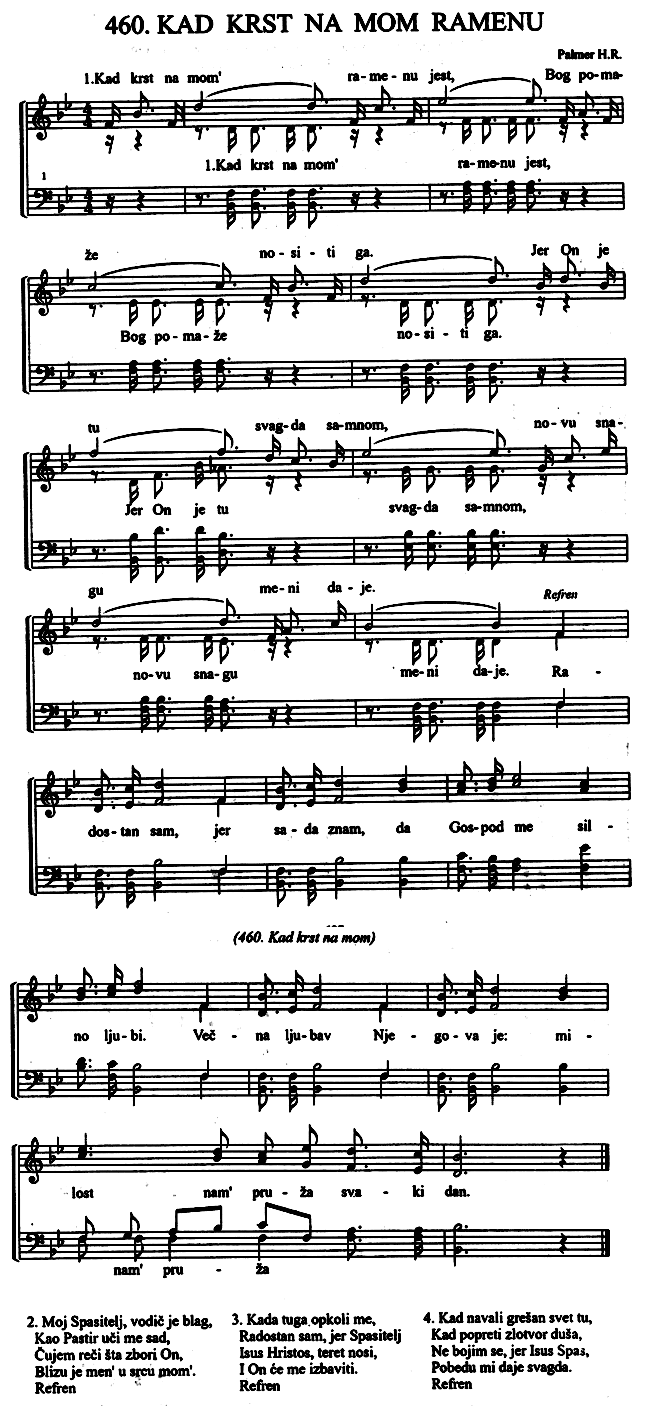 460. KAD KRST NA MOM RAMENU
Palmer H.R.
1.Kad krst na mom' ra-me-nu jest, Bog po-ma-
1.Kad krst na mom' ra-me-nu jest,
1
že no-si-ti ga. Jer On je
Bog po-ma-že no-si-ti ga.
tu svag-da sa-mnom, no-vu sna-
Jer On je tu svag-da sa-mnom,
gu me-ni da-je.
Refren
no-vu sna-gu me-ni da-je. Ra -
dos-tan sam, jer sa-da znam, da Gos-pod me sil -
(460. Kad krst na mom)
no lju-bi. Več - na lju-bav Nje - go-va je: mi -
lost nam' pru - ža sva - ki dan.
nam' pru - ža
2. Moj Spasitelj, vodič je blag,
Kao Pastir uči me sad,
Čujem reči šta zbori On,
Blizu je men' u srcu mom'.
Refren
3. Kada tuga opkoli me,
Radostan sam, jer Spasitelj
Isus Hristos, teret nosi,
I On će me izbaviti.
Refren
4. Kad navali grešan svet tu,
Kad popreti zlotvor duša,
Ne bojim se, jer Isus Spas,
Pobedu mi daje svagda.
Refren